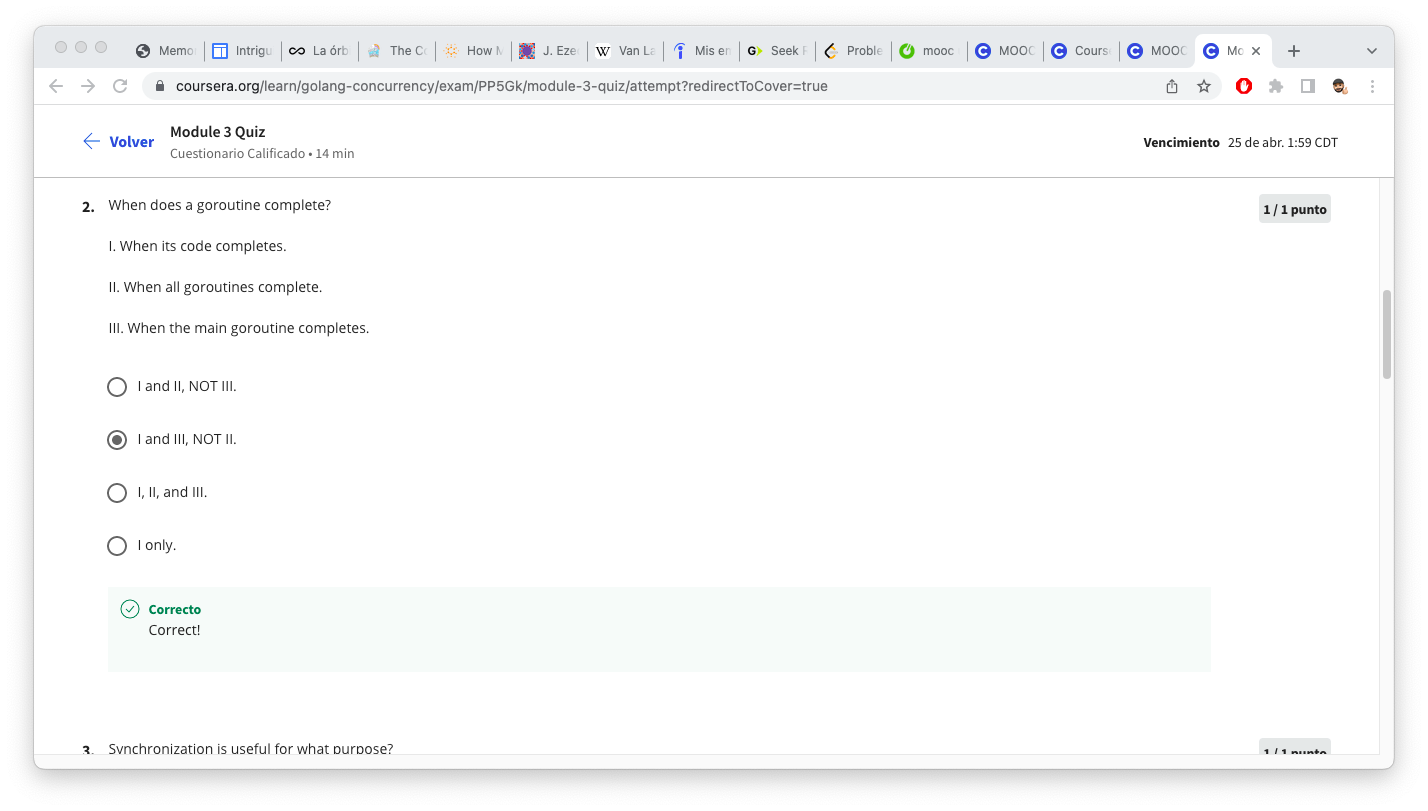 Memo
Intrigu
La órb
The Co
How M
J. Eze
W Van La
Mis en
G Seek F
Proble
mooc
MOOC
Cours
MOOC
Mo
coursera.org/learn/golang-concurrency/exam/PP5Gk/module-3-quiz/attempt?redirectToCover=true
Volver
Module 3 Quiz
Cuestionario Calificado • 14 min
Vencimiento 25 de abr. 1:59 CDT
2. When does a goroutine complete?
1 / 1 punto
I. When its code completes.
II. When all goroutines complete.
III. When the main goroutine completes.
I and II, NOT III.
I and III, NOT II.
I, II, and III.
I only.
Correcto
Correct!
3. Synchronization is useful for what purpose?
1 / 1 punto